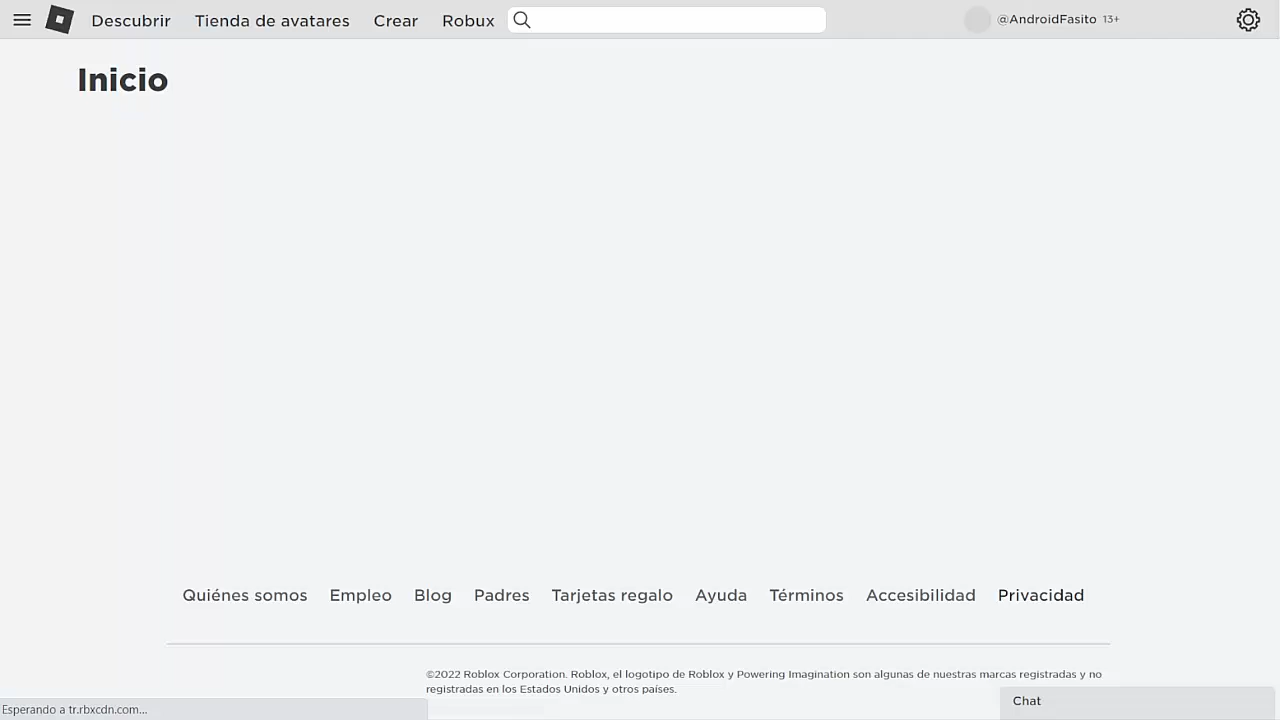 Descubrir Tienda de avatares Crear Robux @AndroidFasito 13+
Inicio
Quiénes somos Empleo Blog Padres Tarjetas regalo Ayuda Términos Accesibilidad Privacidad
©2022 Roblox Corporation. Roblox, el logotipo de Roblox y Powering Imagination son algunas de nuestras marcas registradas y no
registradas en los Estados Unidos y otros países.
Chat
Esperando a tr.rbxcdn.com...